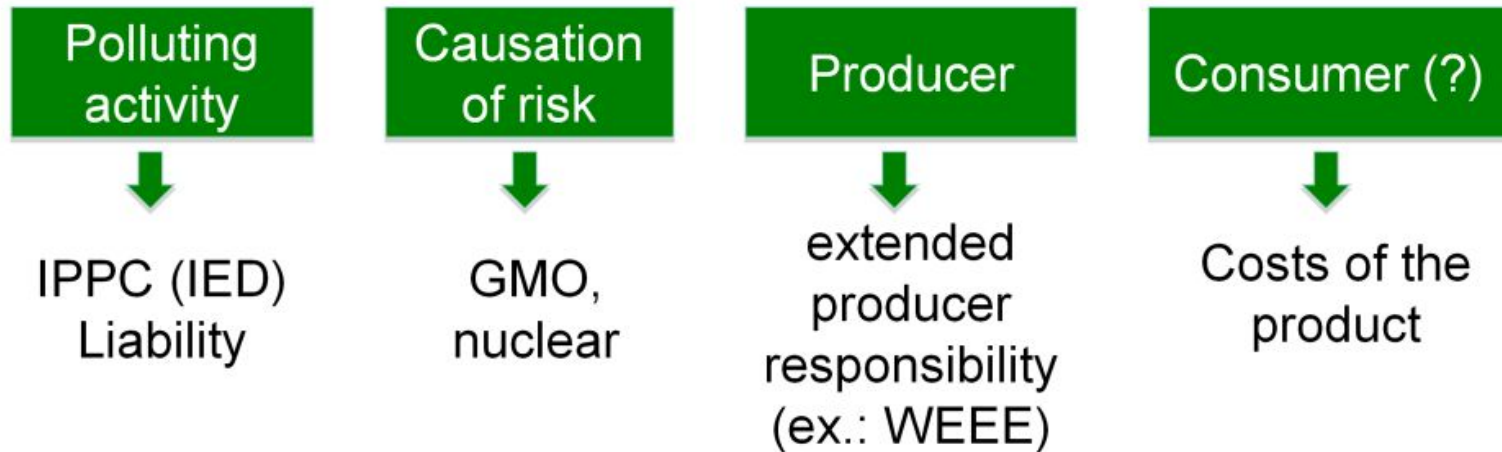 Polluting
activity
Causation
of risk
Producer
Consumer (?)
IPPC (IED)
Liability
GMO,
nuclear
extended
producer
responsibility
(ex.: WEEE)
Costs of the
product